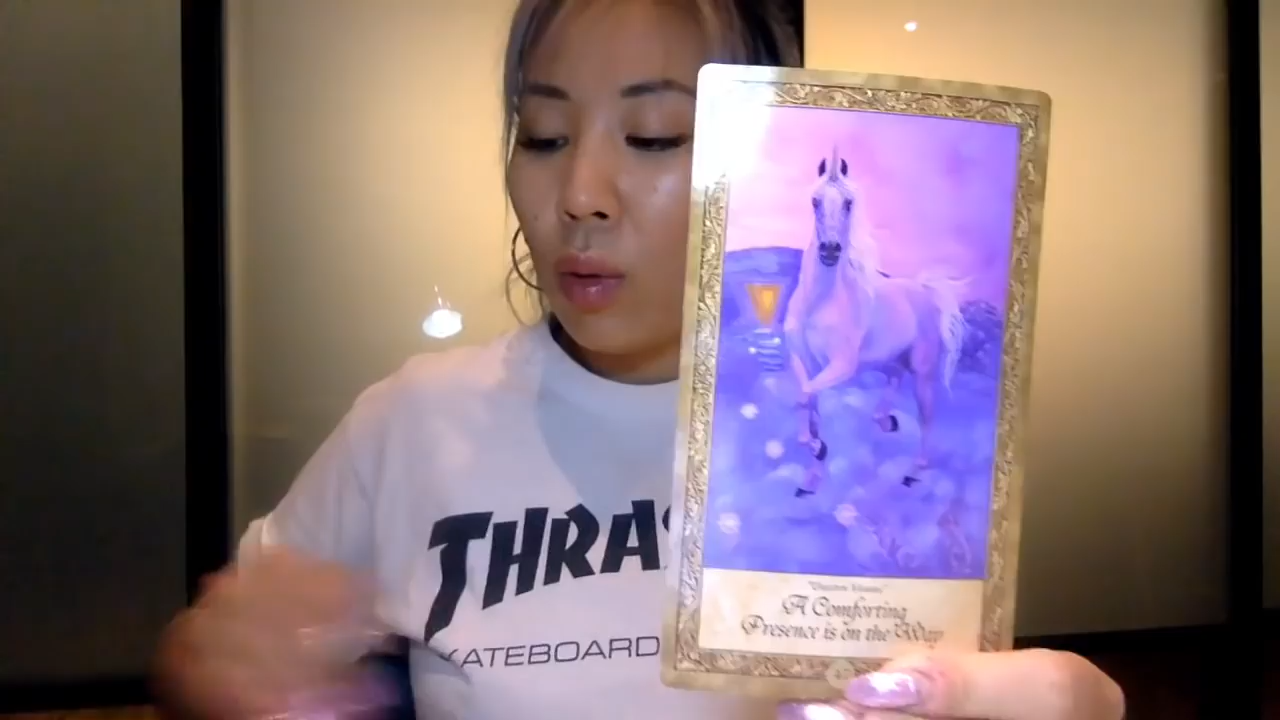 THRAS
KATEBOARD
A Comforting
Presence is on the Way